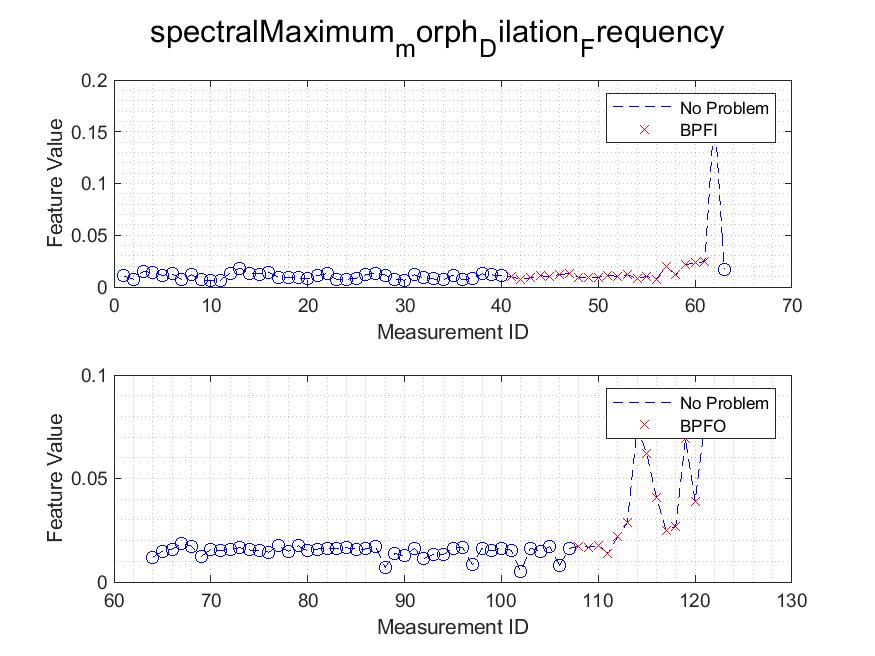 spectralMaximum_morph_Dilation_Frequency
0.2
0.15
0.1
0.05
0
Feature Value
No Problem
BPFI
0 10 20 30 40 50 60 70
Measurement ID
0.1
0.05
0
Feature Value
No Problem
BPFO
60 70 80 90 100 110 120 130
Measurement ID